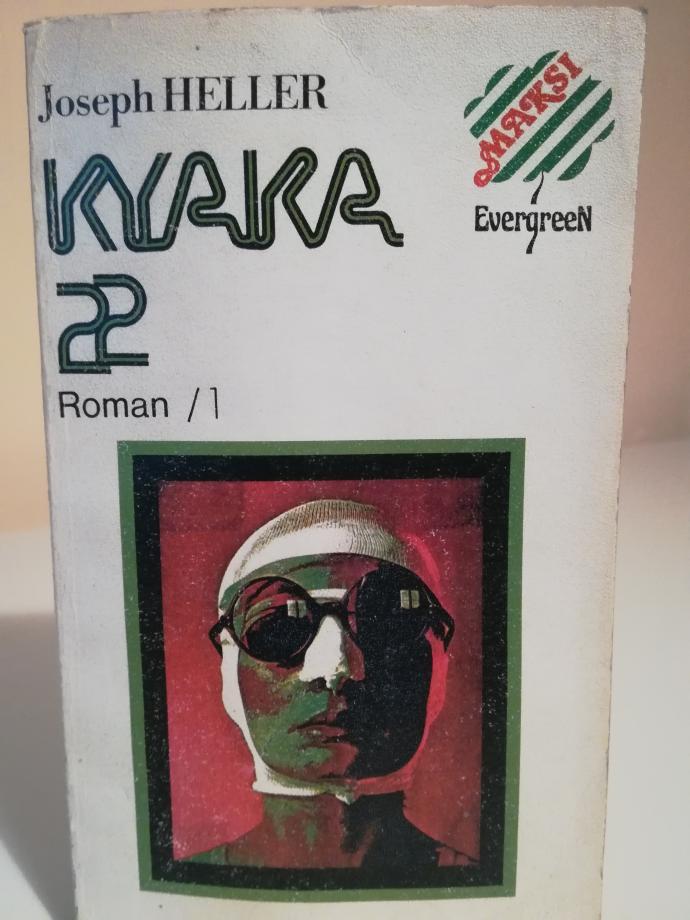 Joseph HELLER
MAKSI
EvergreeN
KVAKA
22
Roman /1